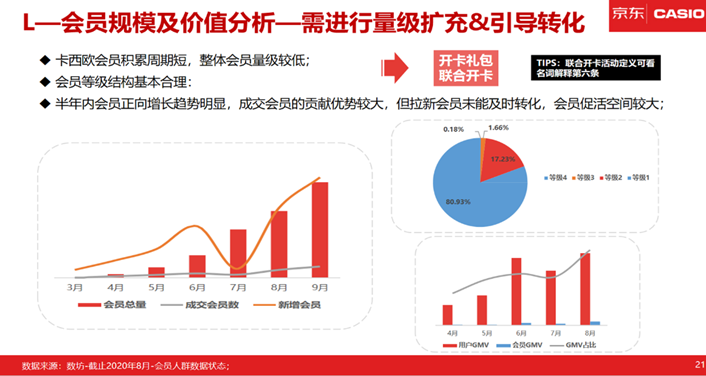 L—会员规模及价值分析—需进行量级扩充&引导转化
京东 CASIO
◆ 卡西欧会员积累周期短，整体会员量级较低；
◆ 会员等级结构基本合理：
◆ 半年内会员正向增长趋势明显，成交会员的贡献优势较大，但拉新会员未能及时转化，会员促活空间较大；
开卡礼包
联合开卡
TIPS：联合开卡活动定义可看
名词解释第六条
3月 4月 5月 6月 7月 8月 9月
会员总量 成交会员数 新增会员
0.18% 1.66%
17.23%
80.93%
等级4 等级3 等级2 等级1
4月 5月 6月 7月 8月
用户GMV 会员GMV GMV占比
数据来源：数坊-截止2020年8月-会员人群数据状态；
21